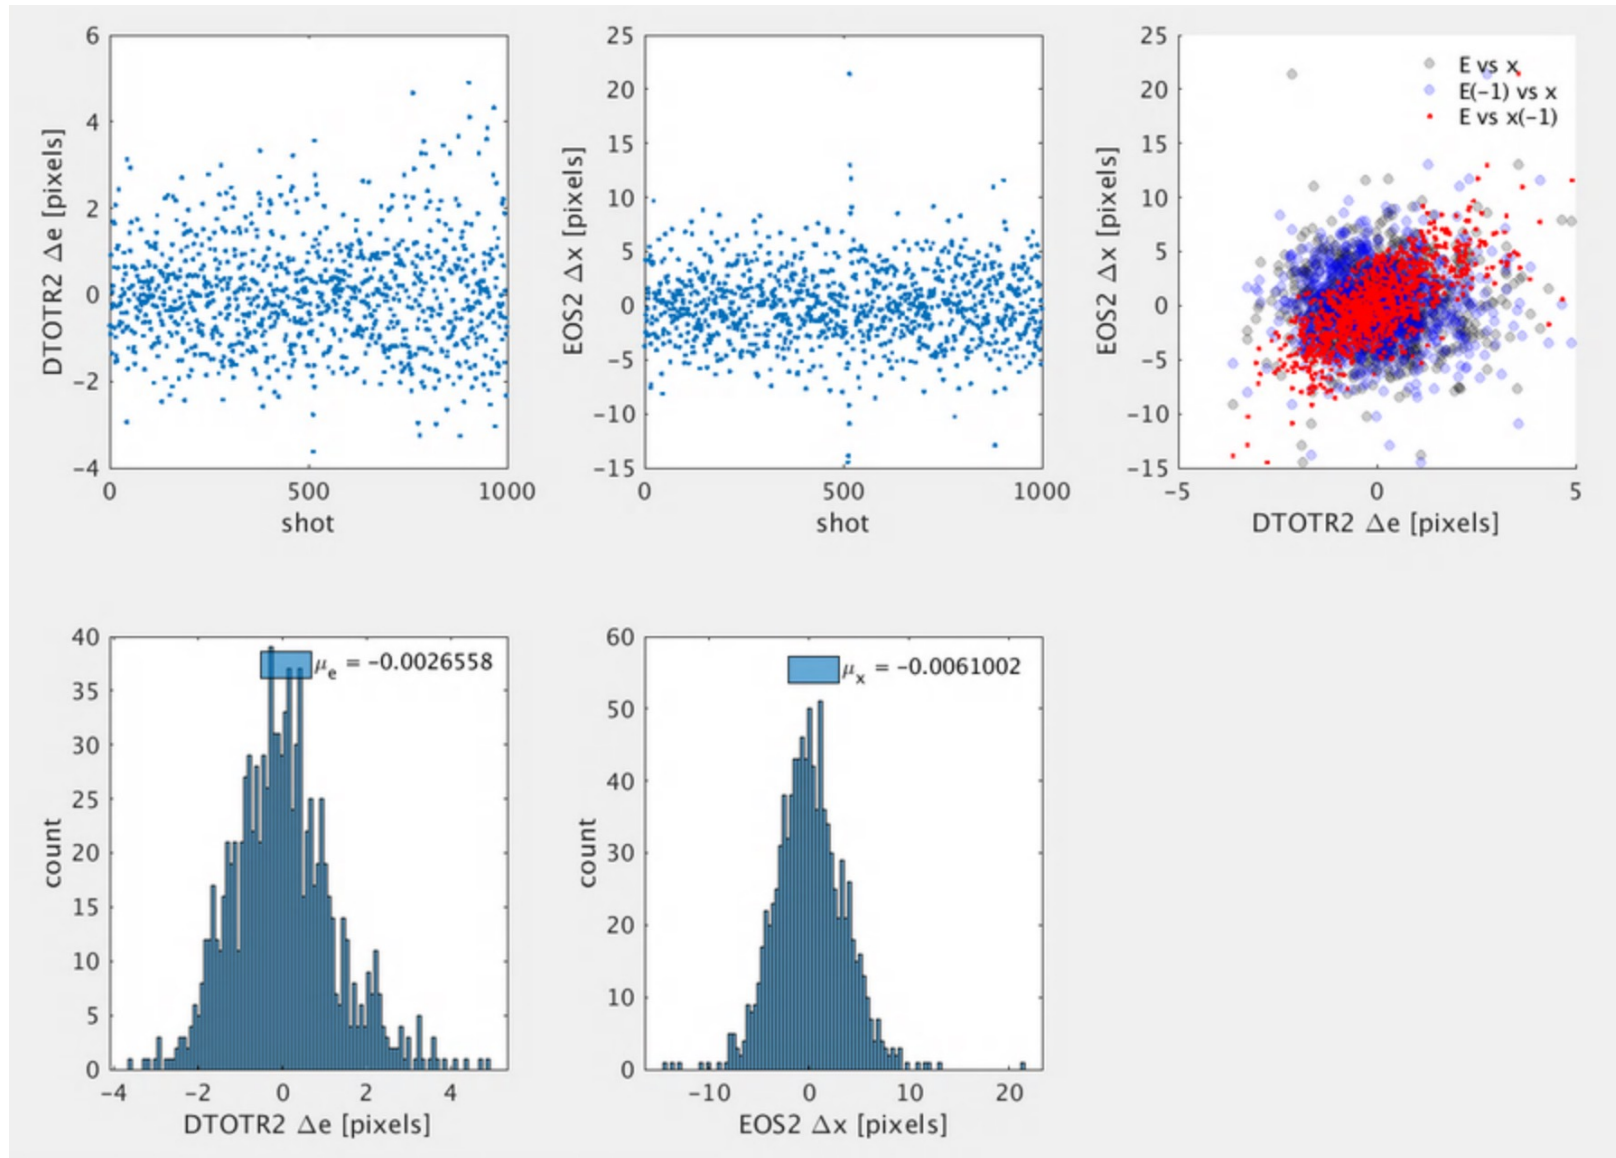 6
4
2
0
−2
−4
DTOTR2 Δe [pixels]
0 500 1000
shot
25
20
15
10
5
0
−5
−10
−15
EOS2 Δx [pixels]
0 500 1000
shot
25
20
15
10
5
0
−5
−10
−15
EOS2 Δx [pixels]
E vs x
E(−1) vs x
E vs x(−1)
−5 0 5
DTOTR2 Δe [pixels]
40
35
30
25
20
15
10
5
0
count
μe = −0.0026558
−4 −2 0 2 4
DTOTR2 Δe [pixels]
60
50
40
30
20
10
0
count
μx = −0.0061002
−10 0 10 20
EOS2 Δx [pixels]